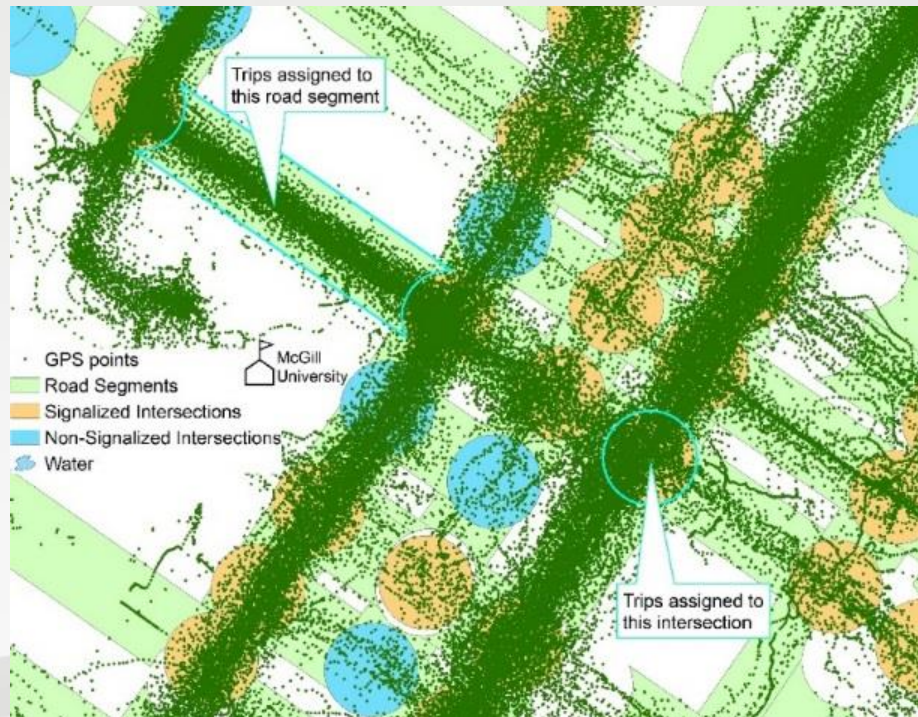 Trips assigned to
this road segment
GPS points
McGill
University
Road Segments
Signalized Intersections
Non-Signalized Intersections
Water
Trips assigned to
this intersection